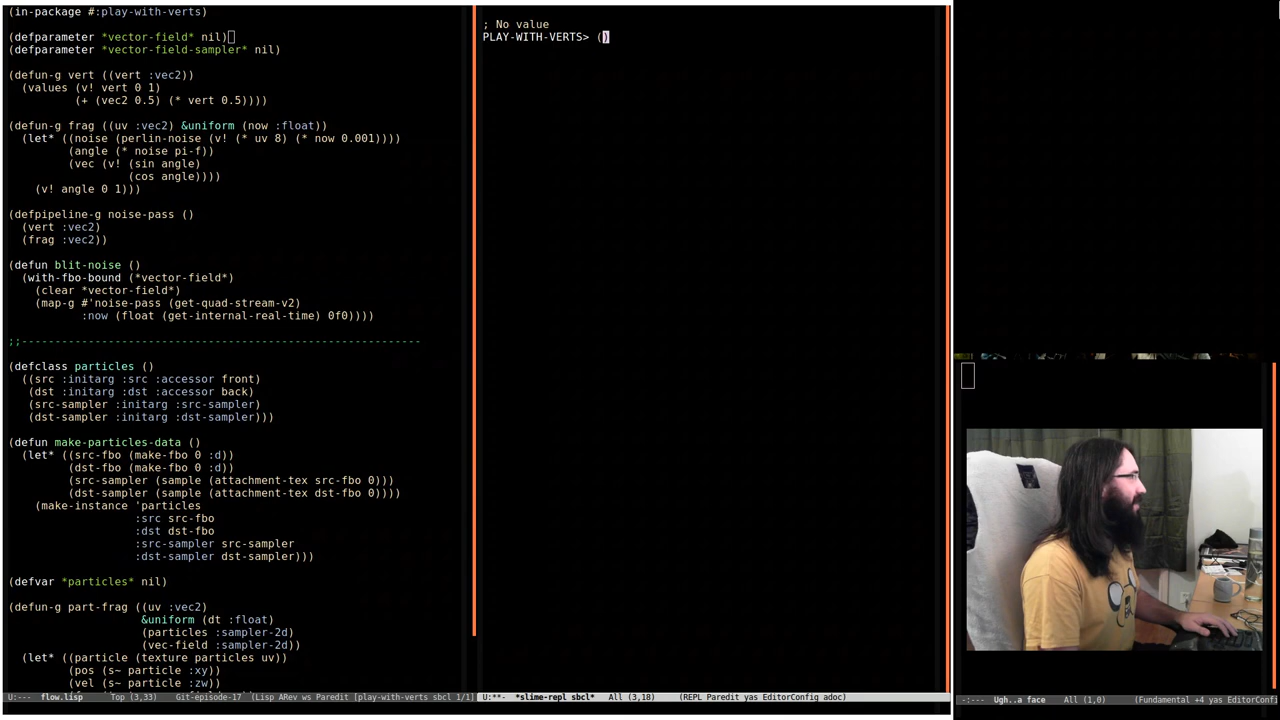 (in-package #:play-with-verts)
(defparameter *vector-field* nil)
(defparameter *vector-field-sampler* nil)
(defun-g vert ((vert :vec2))
  (values (v! vert 0 1)
          (+ (vec2 0.5) (* vert 0.5))))
(defun-g frag ((uv :vec2) &uniform (now :float))
  (let* ((noise (perlin-noise (v! (* uv 8) (* now 0.001))))
         (angle (* noise pi-f))
         (vec (v! (sin angle)
                  (cos angle))))
    (v! angle 0 1)))
(defpipeline-g noise-pass ()
  (vert :vec2)
  (frag :vec2))
(defun blit-noise ()
  (with-fbo-bound (*vector-field*)
    (clear *vector-field*)
    (map-g #'noise-pass (get-quad-stream-v2)
           :now (float (get-internal-real-time) 0f0))))
;;------------------------------------------------------------
(defclass particles ()
  ((src :initarg :src :accessor front)
   (dst :initarg :dst :accessor back)
   (src-sampler :initarg :src-sampler)
   (dst-sampler :initarg :dst-sampler)))
(defun make-particles-data ()
  (let* ((src-fbo (make-fbo 0 :d))
         (dst-fbo (make-fbo 0 :d))
         (src-sampler (sample (attachment-tex src-fbo 0)))
         (dst-sampler (sample (attachment-tex dst-fbo 0))))
    (make-instance 'particles
                   :src src-fbo
                   :dst dst-fbo
                   :src-sampler src-sampler
                   :dst-sampler dst-sampler)))
(defvar *particles* nil)
(defun-g part-frag ((uv :vec2)
                    &uniform (dt :float)
                    (particles :sampler-2d)
                    (vec-field :sampler-2d))
  (let* ((particle (texture particles uv))
         (pos (s~ particle :xy))
         (vel (s~ particle :zw))
U:---  flow.lisp      Top (3,33)     Git-episode-17  (Lisp ARev ws Paredit [play-with-verts sbcl 1/1]
; No value
PLAY-WITH-VERTS> ()
U:**-  *slime-repl sbcl*   All (3,18)     (REPL Paredit yas EditorConfig adoc)
-:---  Ugh..a face    All (1,0)      (Fundamental +4 yas EditorConfi